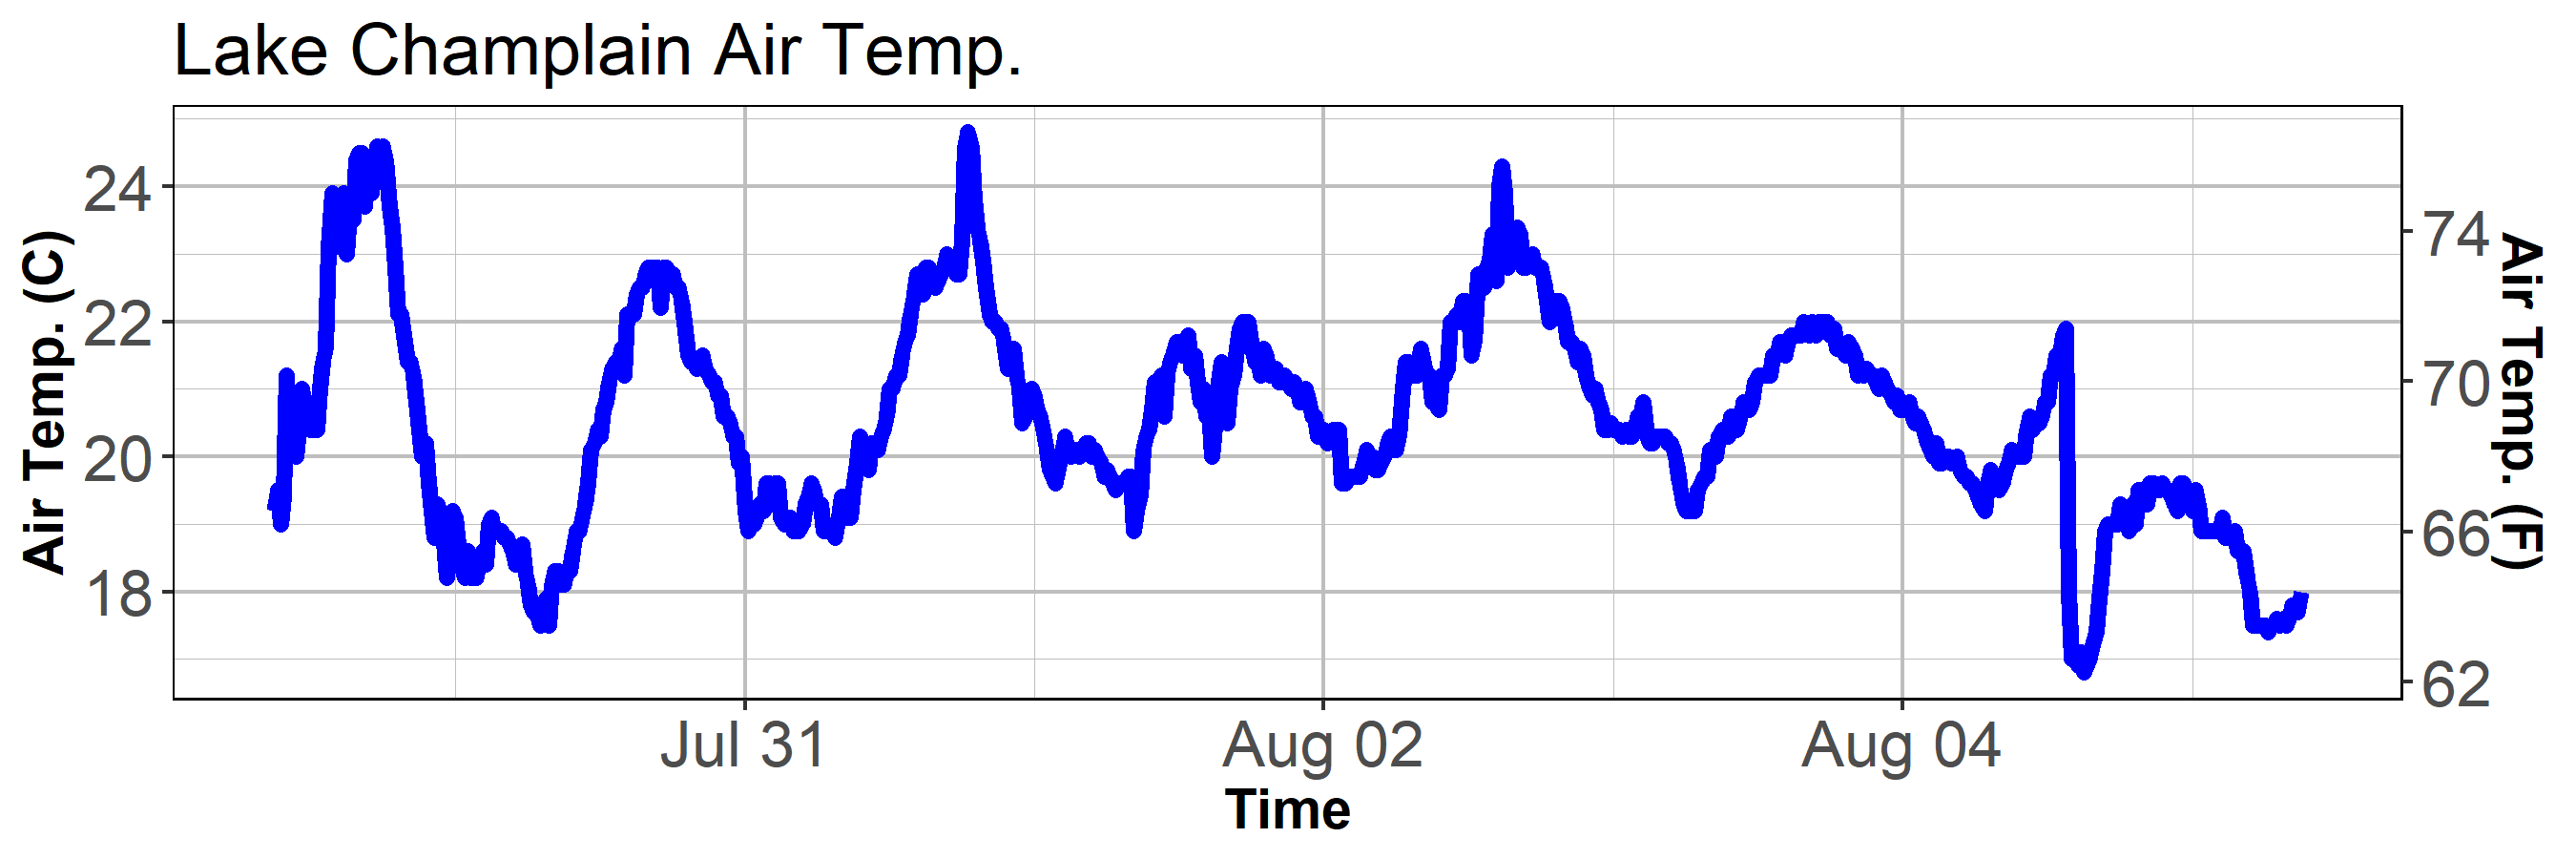 Lake Champlain Air Temp.
Air Temp. (C)
24
22
20
18
74
70
66
62
Air Temp. (F)
Jul 31
Aug 02
Aug 04
Time